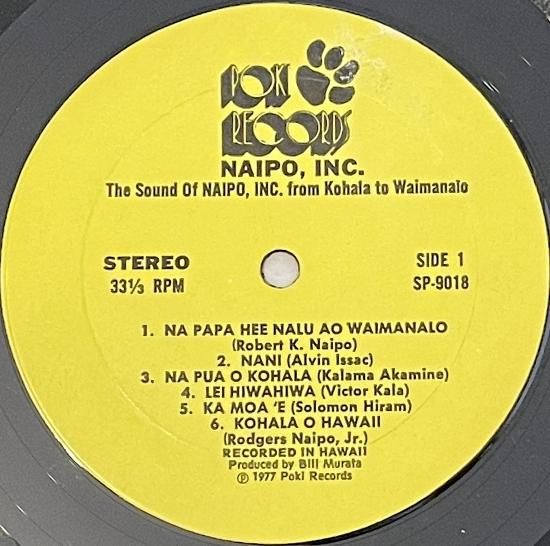 POKI
RECORDS
NAIPO, INC.
The Sound Of NAIPO, INC. from Kohala to Waimanalo
STEREO
33⅓ RPM
SIDE 1
SP-9018
1. NA PAPA HEE NALU AO WAIMANALO
(Robert K. Naipo)
2. NANI (Alvin Issac)
3. NA PUA O KOHALA (Kalama Akamine)
4. LEI HIWAHIWA (Victor Kala)
5. KA MOA 'E (Solomon Hiram)
6. KOHALA O HAWAII
(Rodgers Naipo, Jr.)
RECORDED IN HAWAII
Produced by Bill Murata
℗ 1977 Poki Records